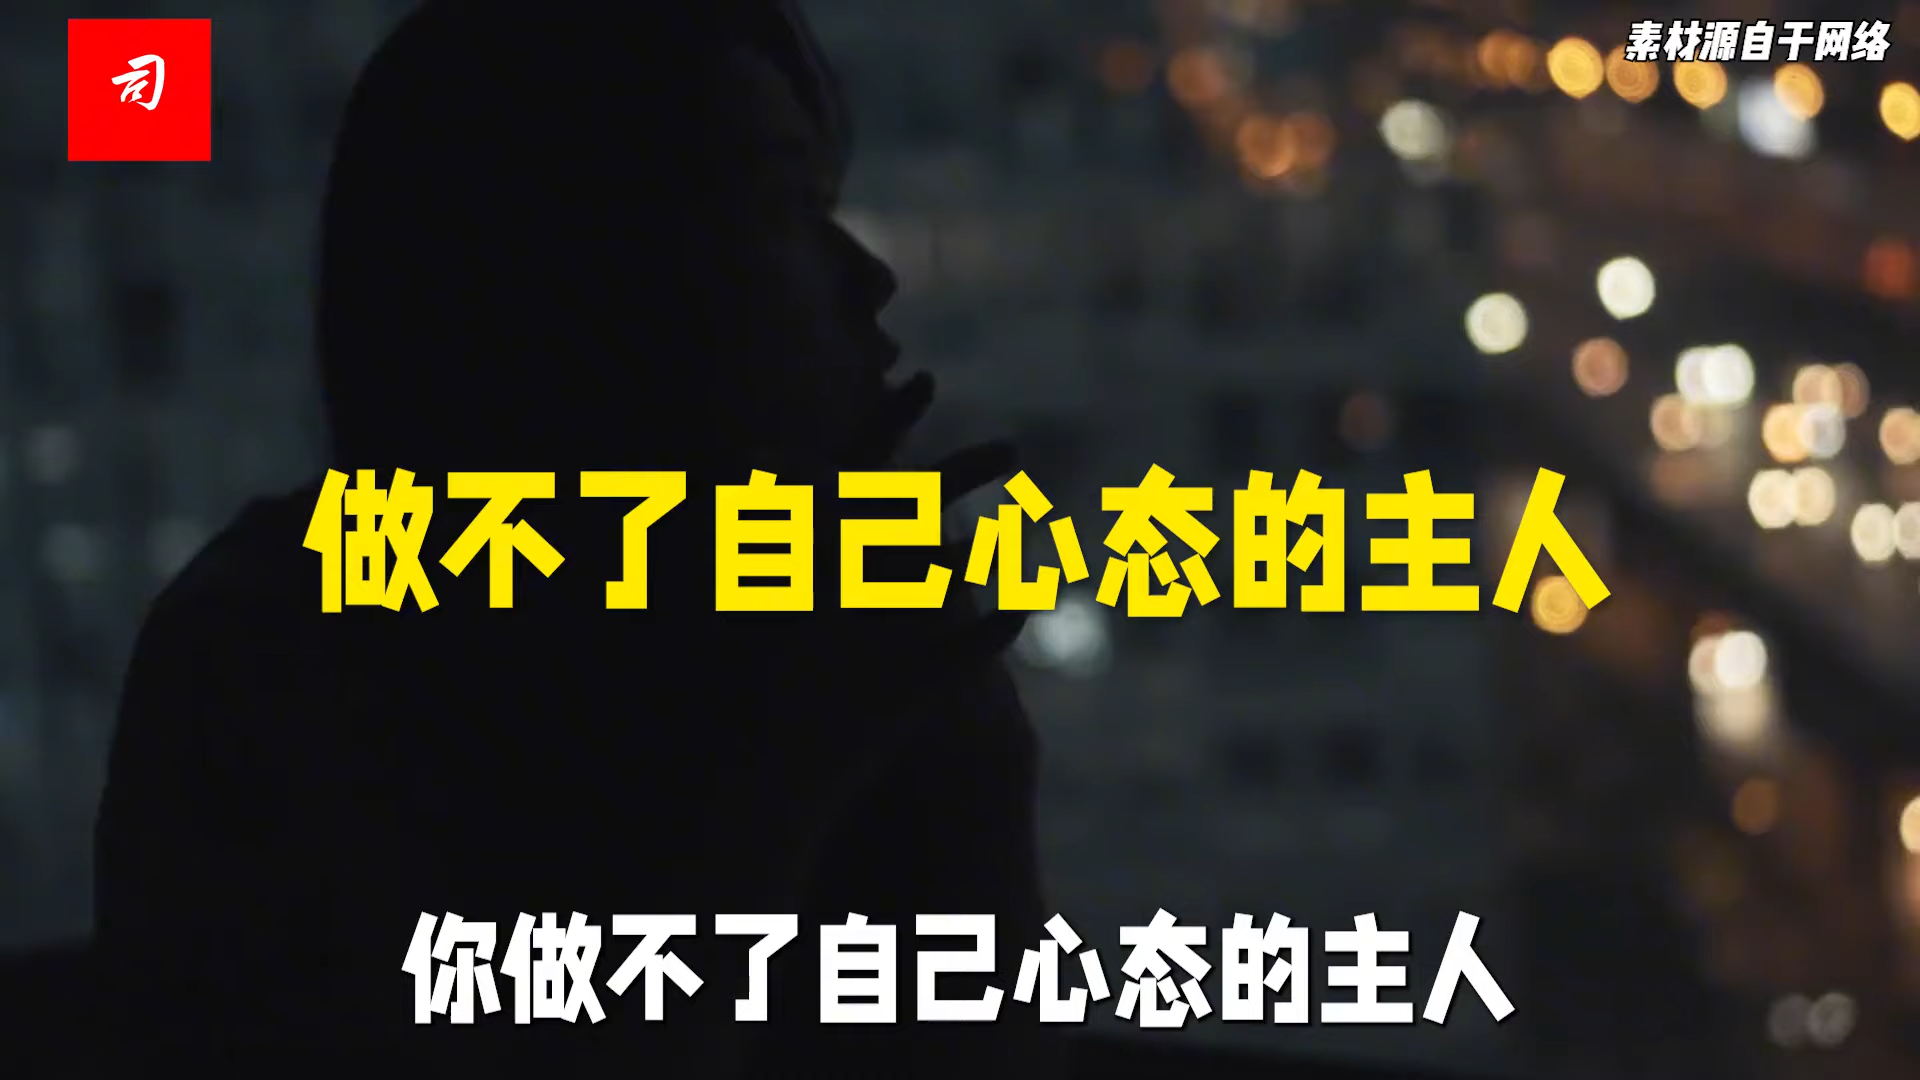 司
素材源自于网络
做不了自己心态的主人
你做不了自己心态的主人